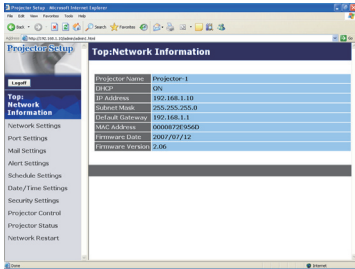 Projector Setup - Microsoft Internet Explorer
File Edit View Favorites Tools Help
Back
Search Favorites
Address
Go
Projector Setup
Top:Network Information
Logoff
Top:
Network
Information
Network Settings
Port Settings
Mail Settings
Alert Settings
Schedule Settings
Date/Time Settings
Security Settings
Projector Control
Projector Status
Network Restart
Projector Name Projector-1
DHCP ON
IP Address 192.168.1.10
Subnet Mask 255.255.255.0
Default Gateway 192.168.1.1
MAC Address 0000872E956D
Firmware Date 2007/07/12
Firmware Version 2.06
Done
Internet